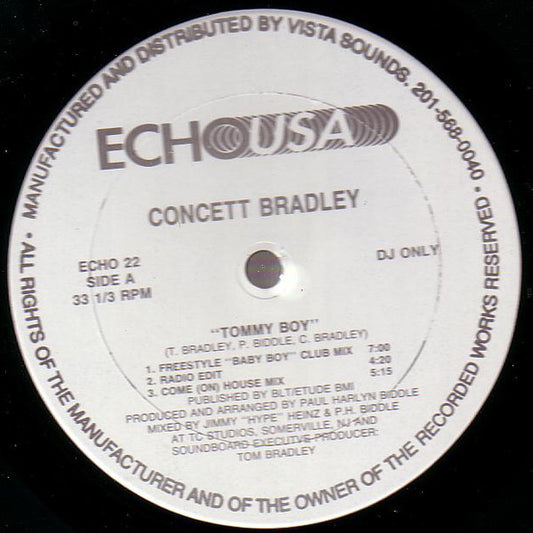 • MANUFACTURED AND DISTRIBUTED BY VISTA SOUNDS. 201-568-0040 •
ECHO USA
CONCETT BRADLEY
ECHO 22
SIDE A
33 1/3 RPM
DJ ONLY
"TOMMY BOY"
(T. BRADLEY, P. BIDDLE, C. BRADLEY)
1. FREESTYLE "BABY BOY" CLUB MIX 7:00
2. RADIO EDIT 4:20
3. COME (ON) HOUSE MIX 5:15
PUBLISHED BY BLT/ETUDE BMI
PRODUCED AND ARRANGED BY PAUL HARLYN BIDDLE
MIXED BY JIMMY "HYPE" HEINZ & P.H. BIDDLE
AT TC STUDIOS, SOMERVILLE, NJ AND
SOUNDBOARD-EXECUTVE PRODUCER:
TOM BRADLEY
ALL RIGHTS OF THE MANUFACTURER AND OF THE OWNER OF THE RECORDED WORKS RESERVED